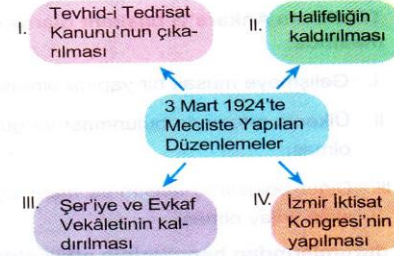 I.
Tevhid-i Tedrisat
Kanunu'nun çıka-
rılması
II.
Halifeliğin
kaldırılması
3 Mart 1924'te
Mecliste Yapılan
Düzenlemeler
III.
Şer'iye ve Evkaf
Vekâletinin kal-
dırılması
IV.
İzmir İktisat
Kongresi'nin
yapılması